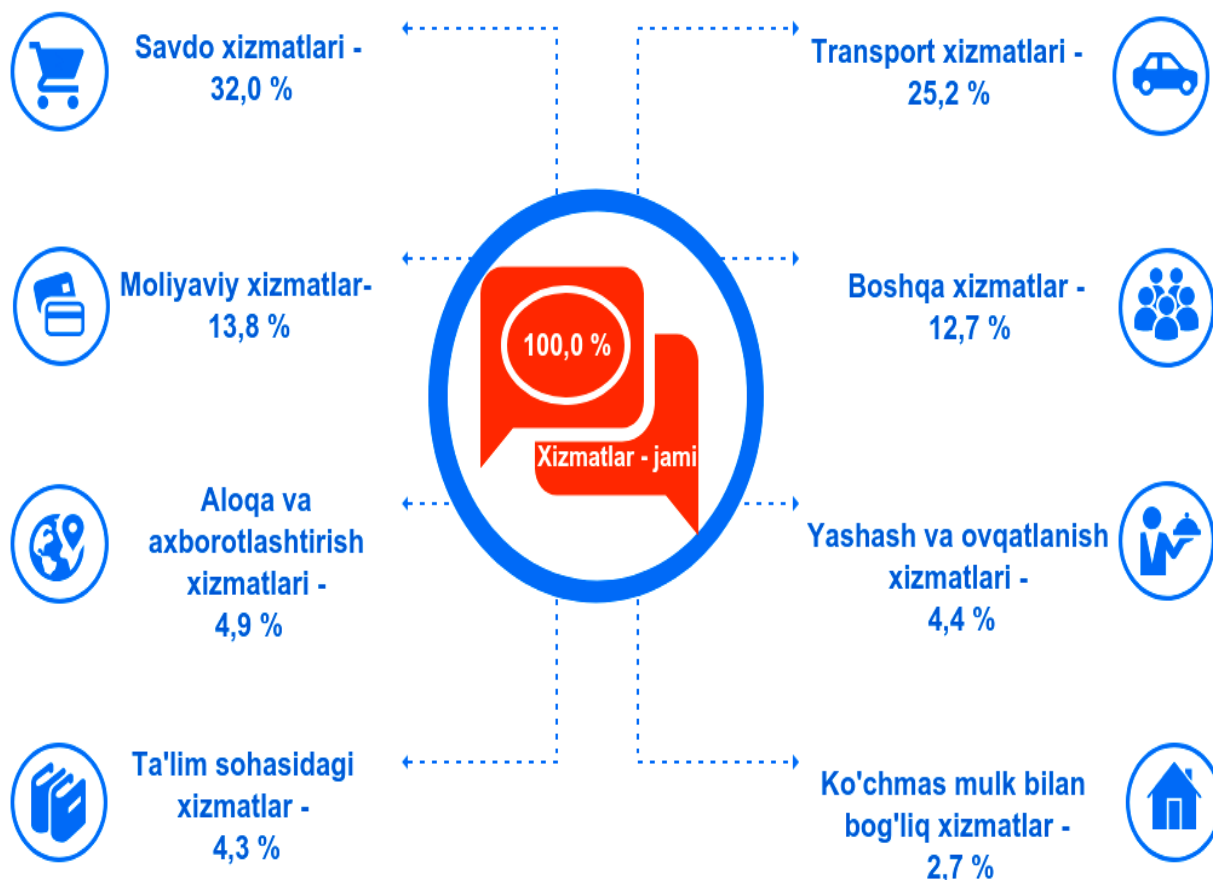 Savdo xizmatlari -
32,0 %
Transport xizmatlari -
25,2 %
Moliyaviy xizmatlar-
13,8 %
Boshqa xizmatlar -
12,7 %
100,0 %
Xizmatlar - jami
Aloqa va
axborotlashtirish
xizmatlari -
4,9 %
Yashash va ovqatlanish
xizmatlari -
4,4 %
Ta'lim sohasidagi
xizmatlar -
4,3 %
Ko'chmas mulk bilan
bog'liq xizmatlar -
2,7 %